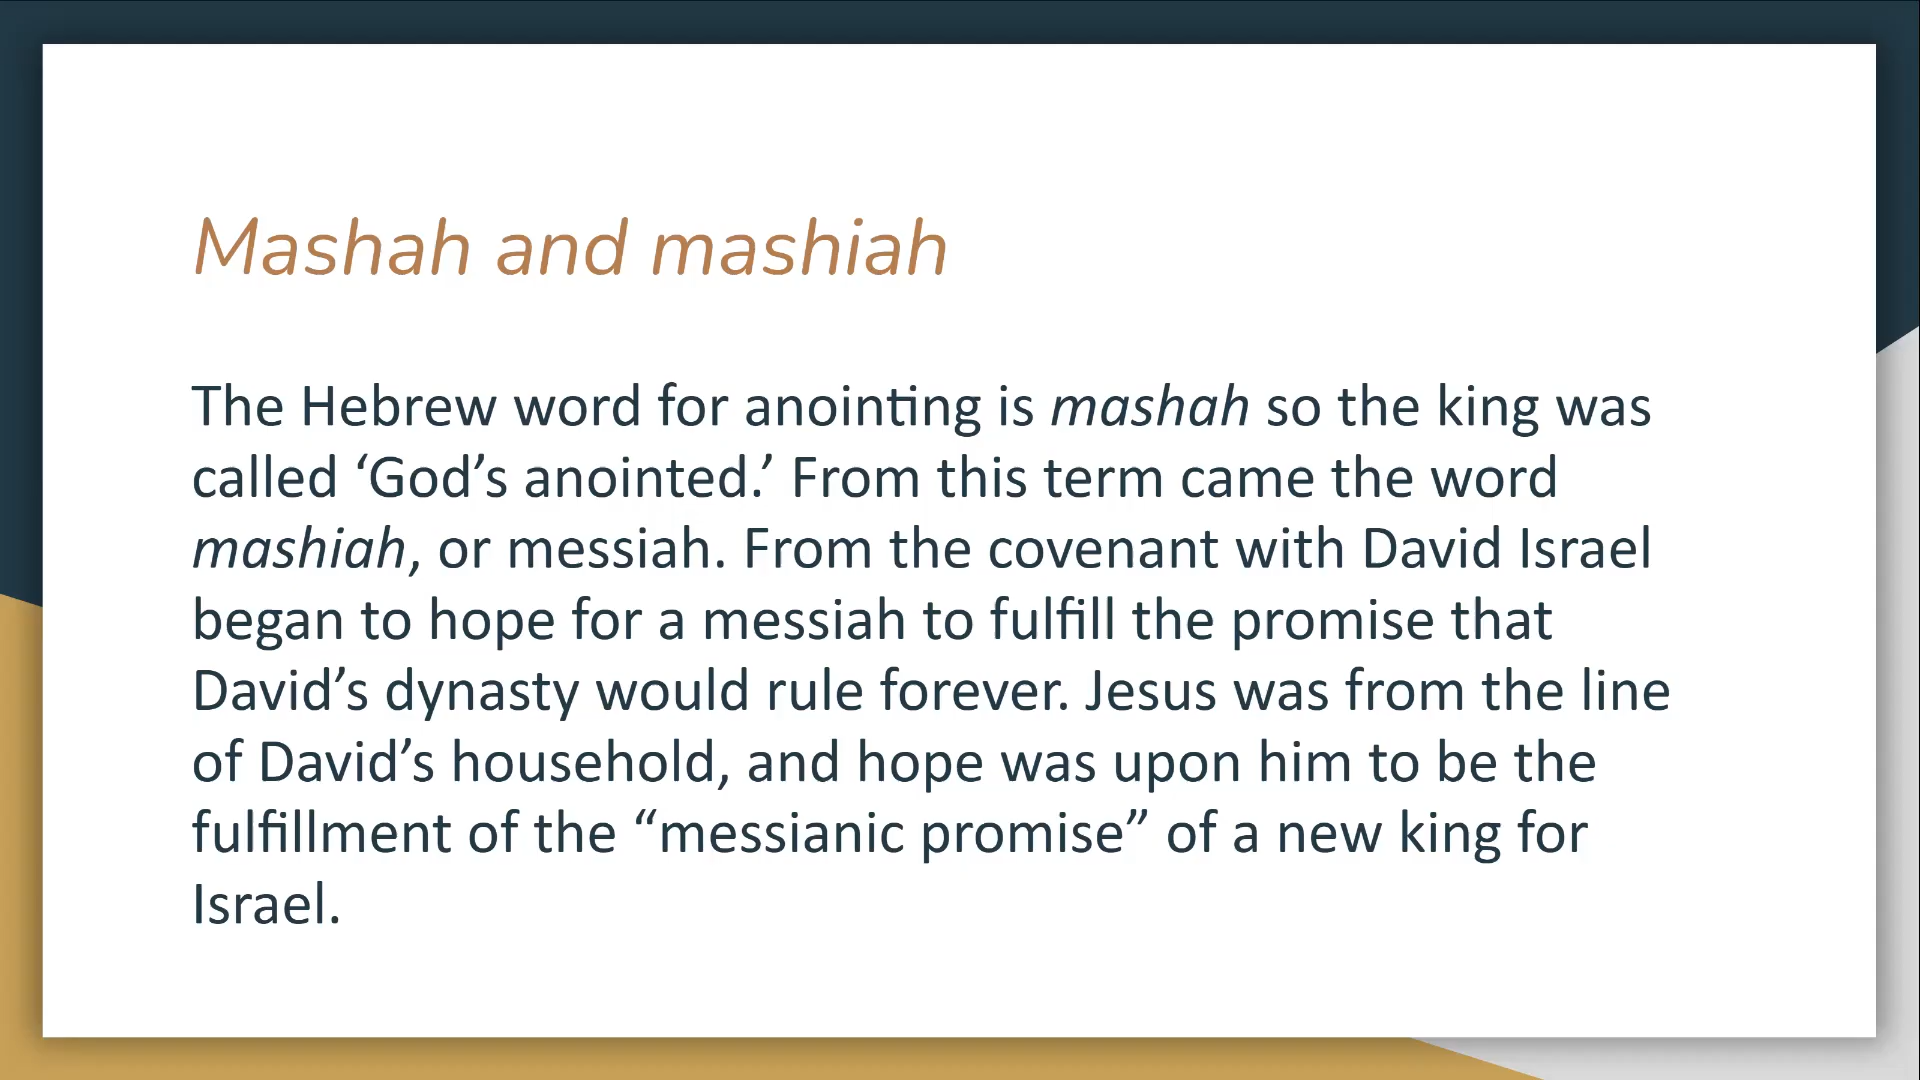 Mashah and mashiah
The Hebrew word for anointing is mashah so the king was
called ‘God’s anointed.’ From this term came the word
mashiah, or messiah. From the covenant with David Israel
began to hope for a messiah to fulfill the promise that
David’s dynasty would rule forever. Jesus was from the line
of David’s household, and hope was upon him to be the
fulfillment of the “messianic promise” of a new king for
Israel.